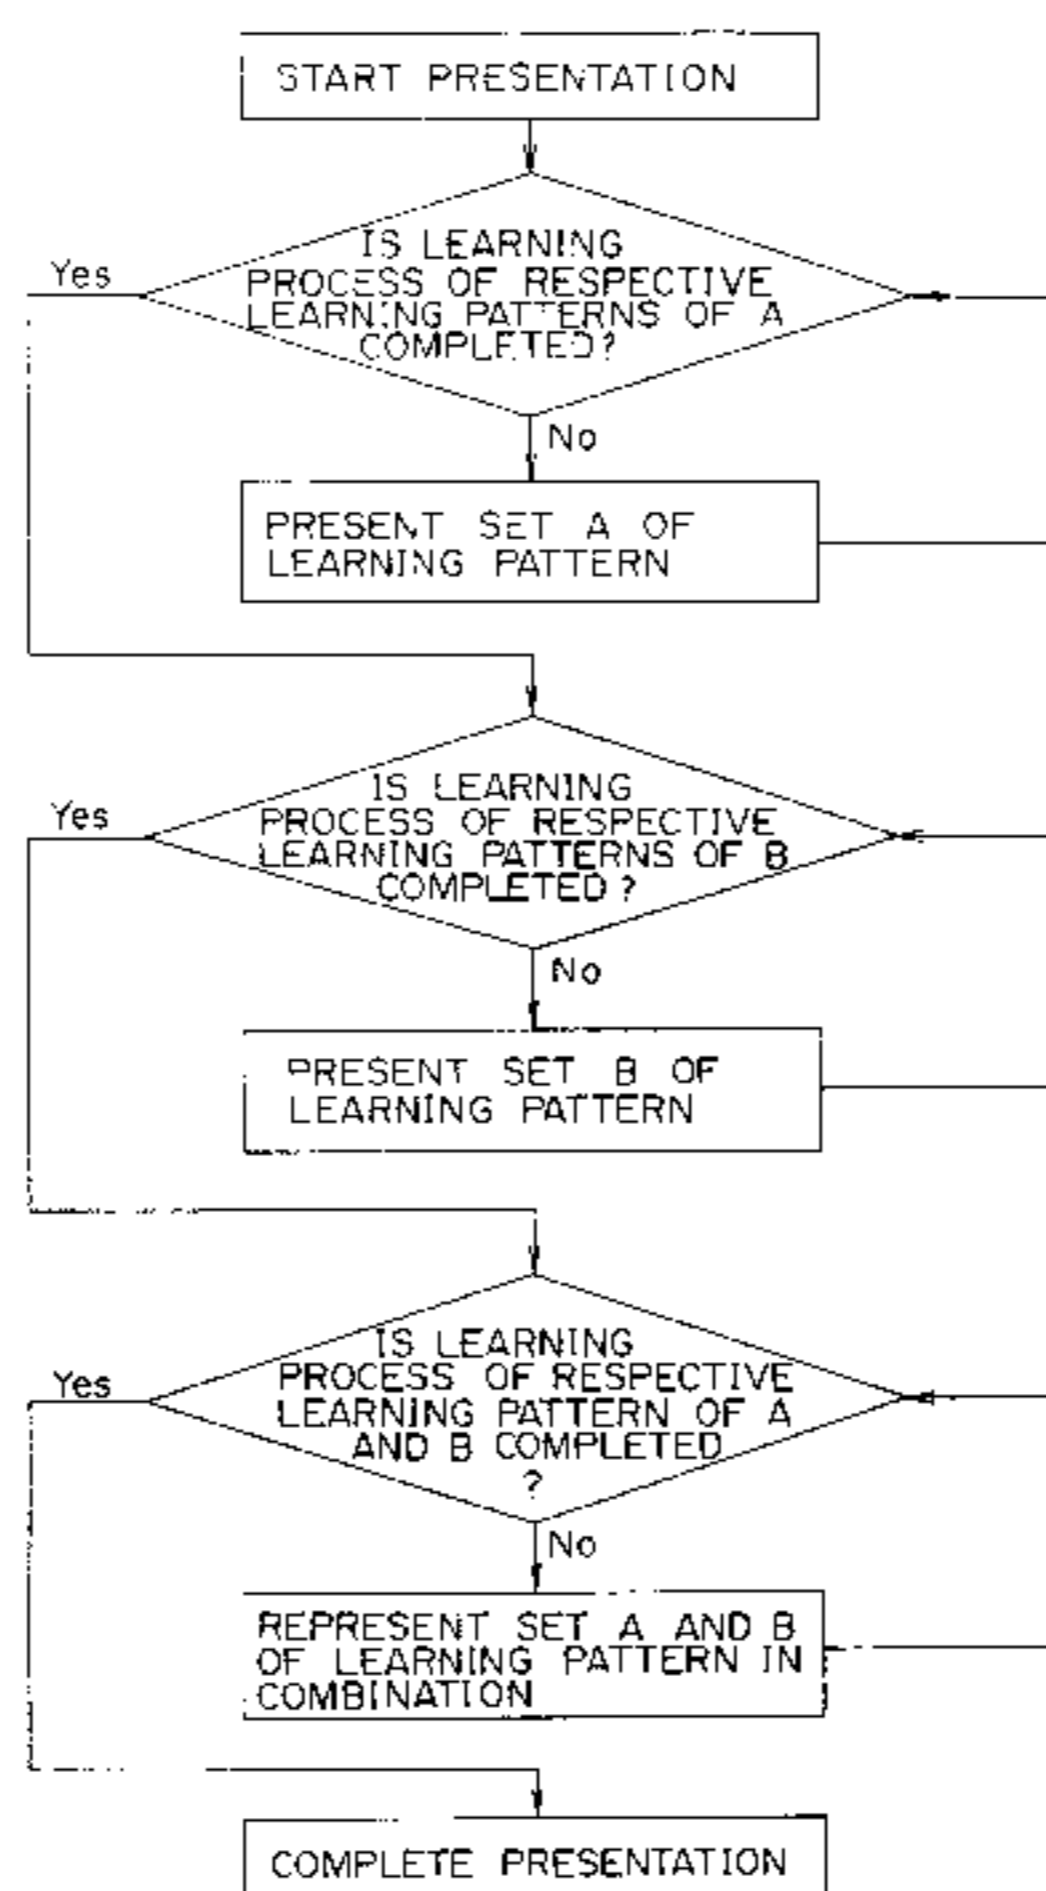 START PRESENTATION
IS LEARNING
PROCESS OF RESPECTIVE
LEARNING PATTERNS OF A
COMPLETED?
Yes
No
PRESENT SET A OF
LEARNING PATTERN
IS LEARNING
PROCESS OF RESPECTIVE
LEARNING PATTERNS OF B
COMPLETED?
Yes
No
PRESENT SET B OF
LEARNING PATTERN
IS LEARNING
PROCESS OF RESPECTIVE
LEARNING PATTERN OF A
AND B COMPLETED
?
Yes
No
REPRESENT SET A AND B
OF LEARNING PATTERN IN
COMBINATION
COMPLETE PRESENTATION